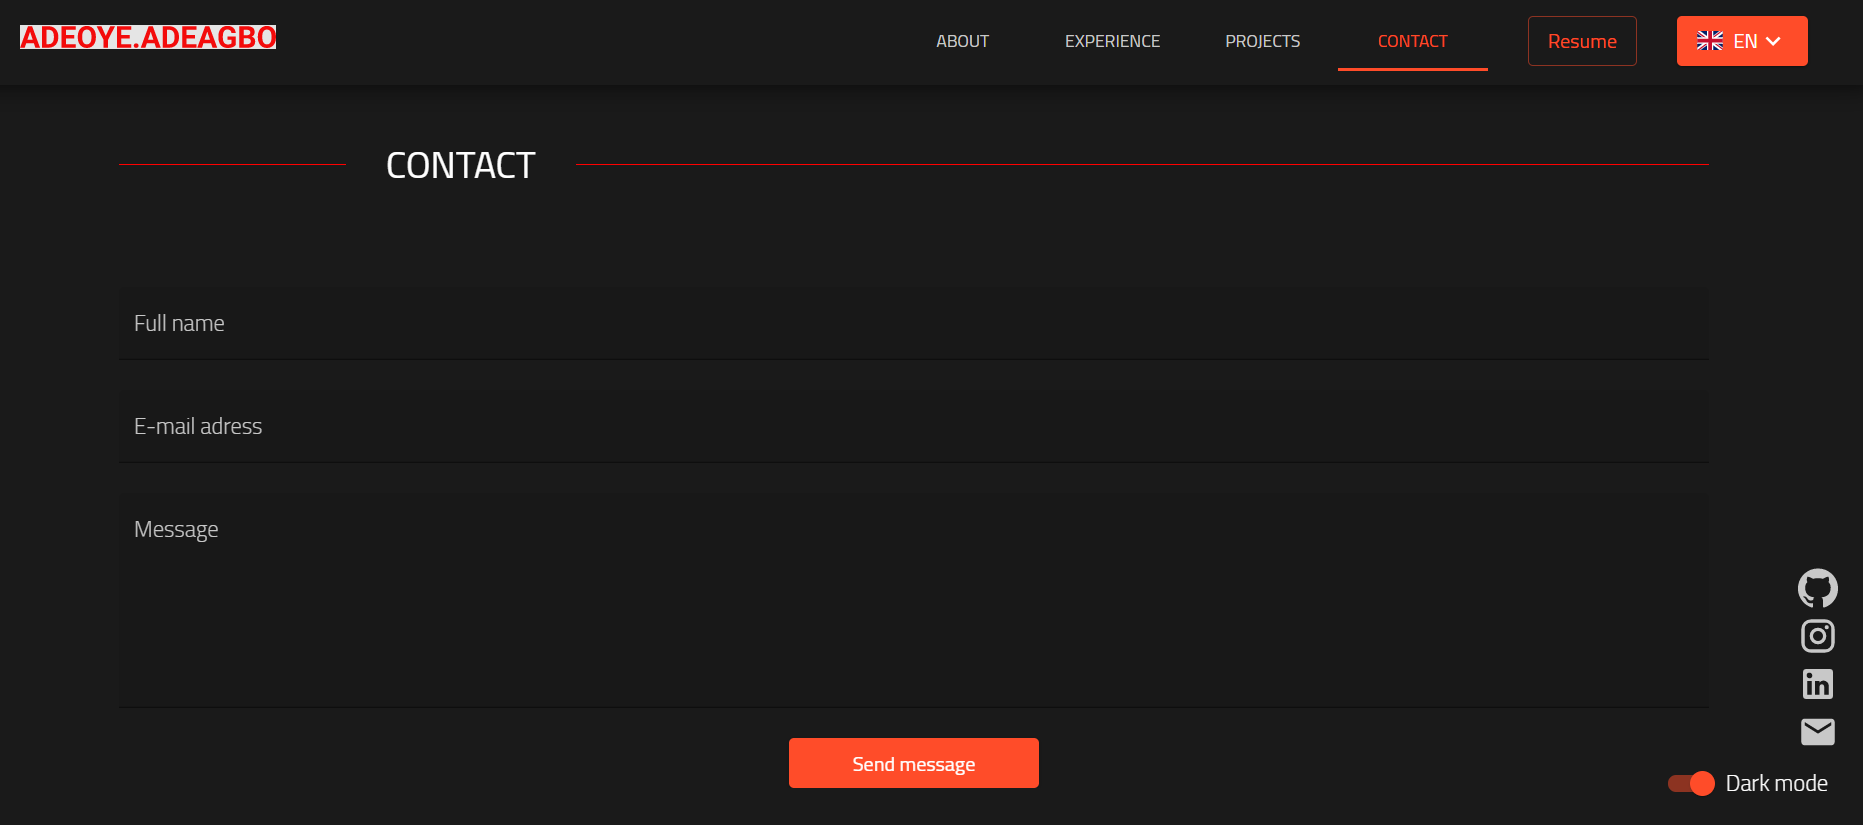 ADEOYE.ADEAGBO
ABOUT EXPERIENCE PROJECTS CONTACT Resume EN
CONTACT
Full name
E-mail adress
Message
Send message
Dark mode